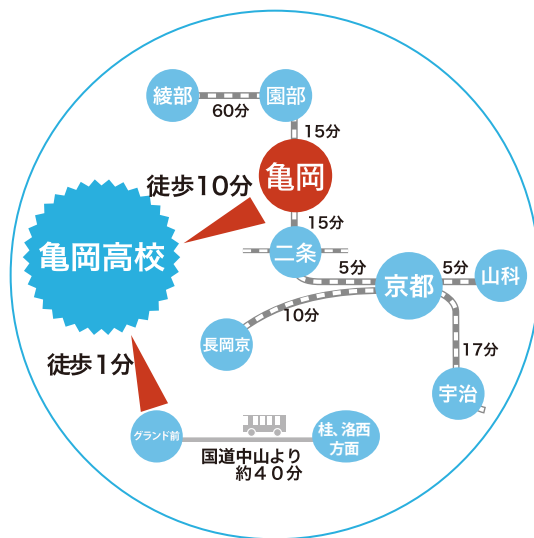 綾部
園部
60分
15分
亀岡
徒歩10分
15分
亀岡高校
二条
5分
京都
5分
山科
10分
長岡京
17分
徒歩1分
宇治
グランド前
桂、洛西
方面
国道中山より
約40分